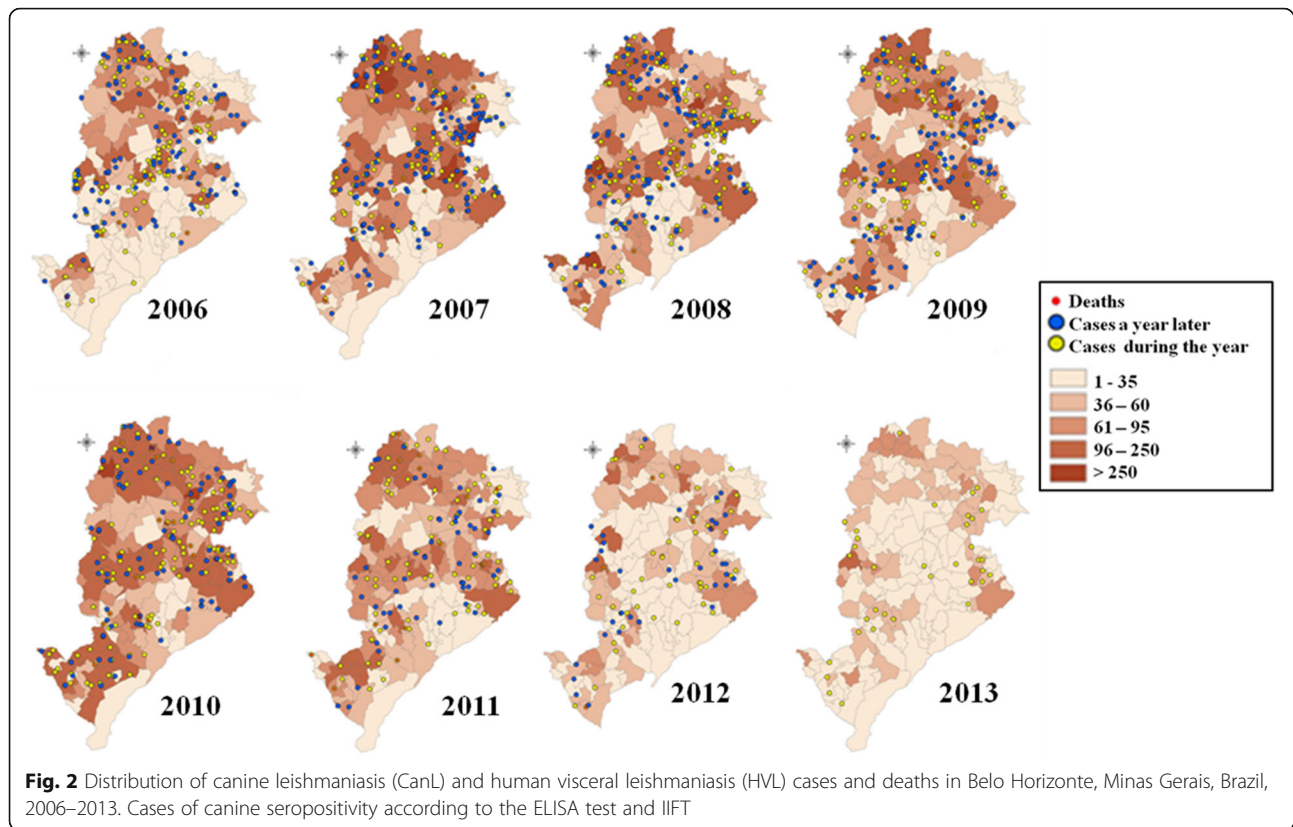 2006
2007
2008
2009
Deaths
Cases a year later
Cases during the year
1 - 35
36 – 60
61 – 95
96 – 250
> 250
2010
2011
2012
2013
Fig. 2 Distribution of canine leishmaniasis (CanL) and human visceral leishmaniasis (HVL) cases and deaths in Belo Horizonte, Minas Gerais, Brazil,
2006–2013. Cases of canine seropositivity according to the ELISA test and IIFT